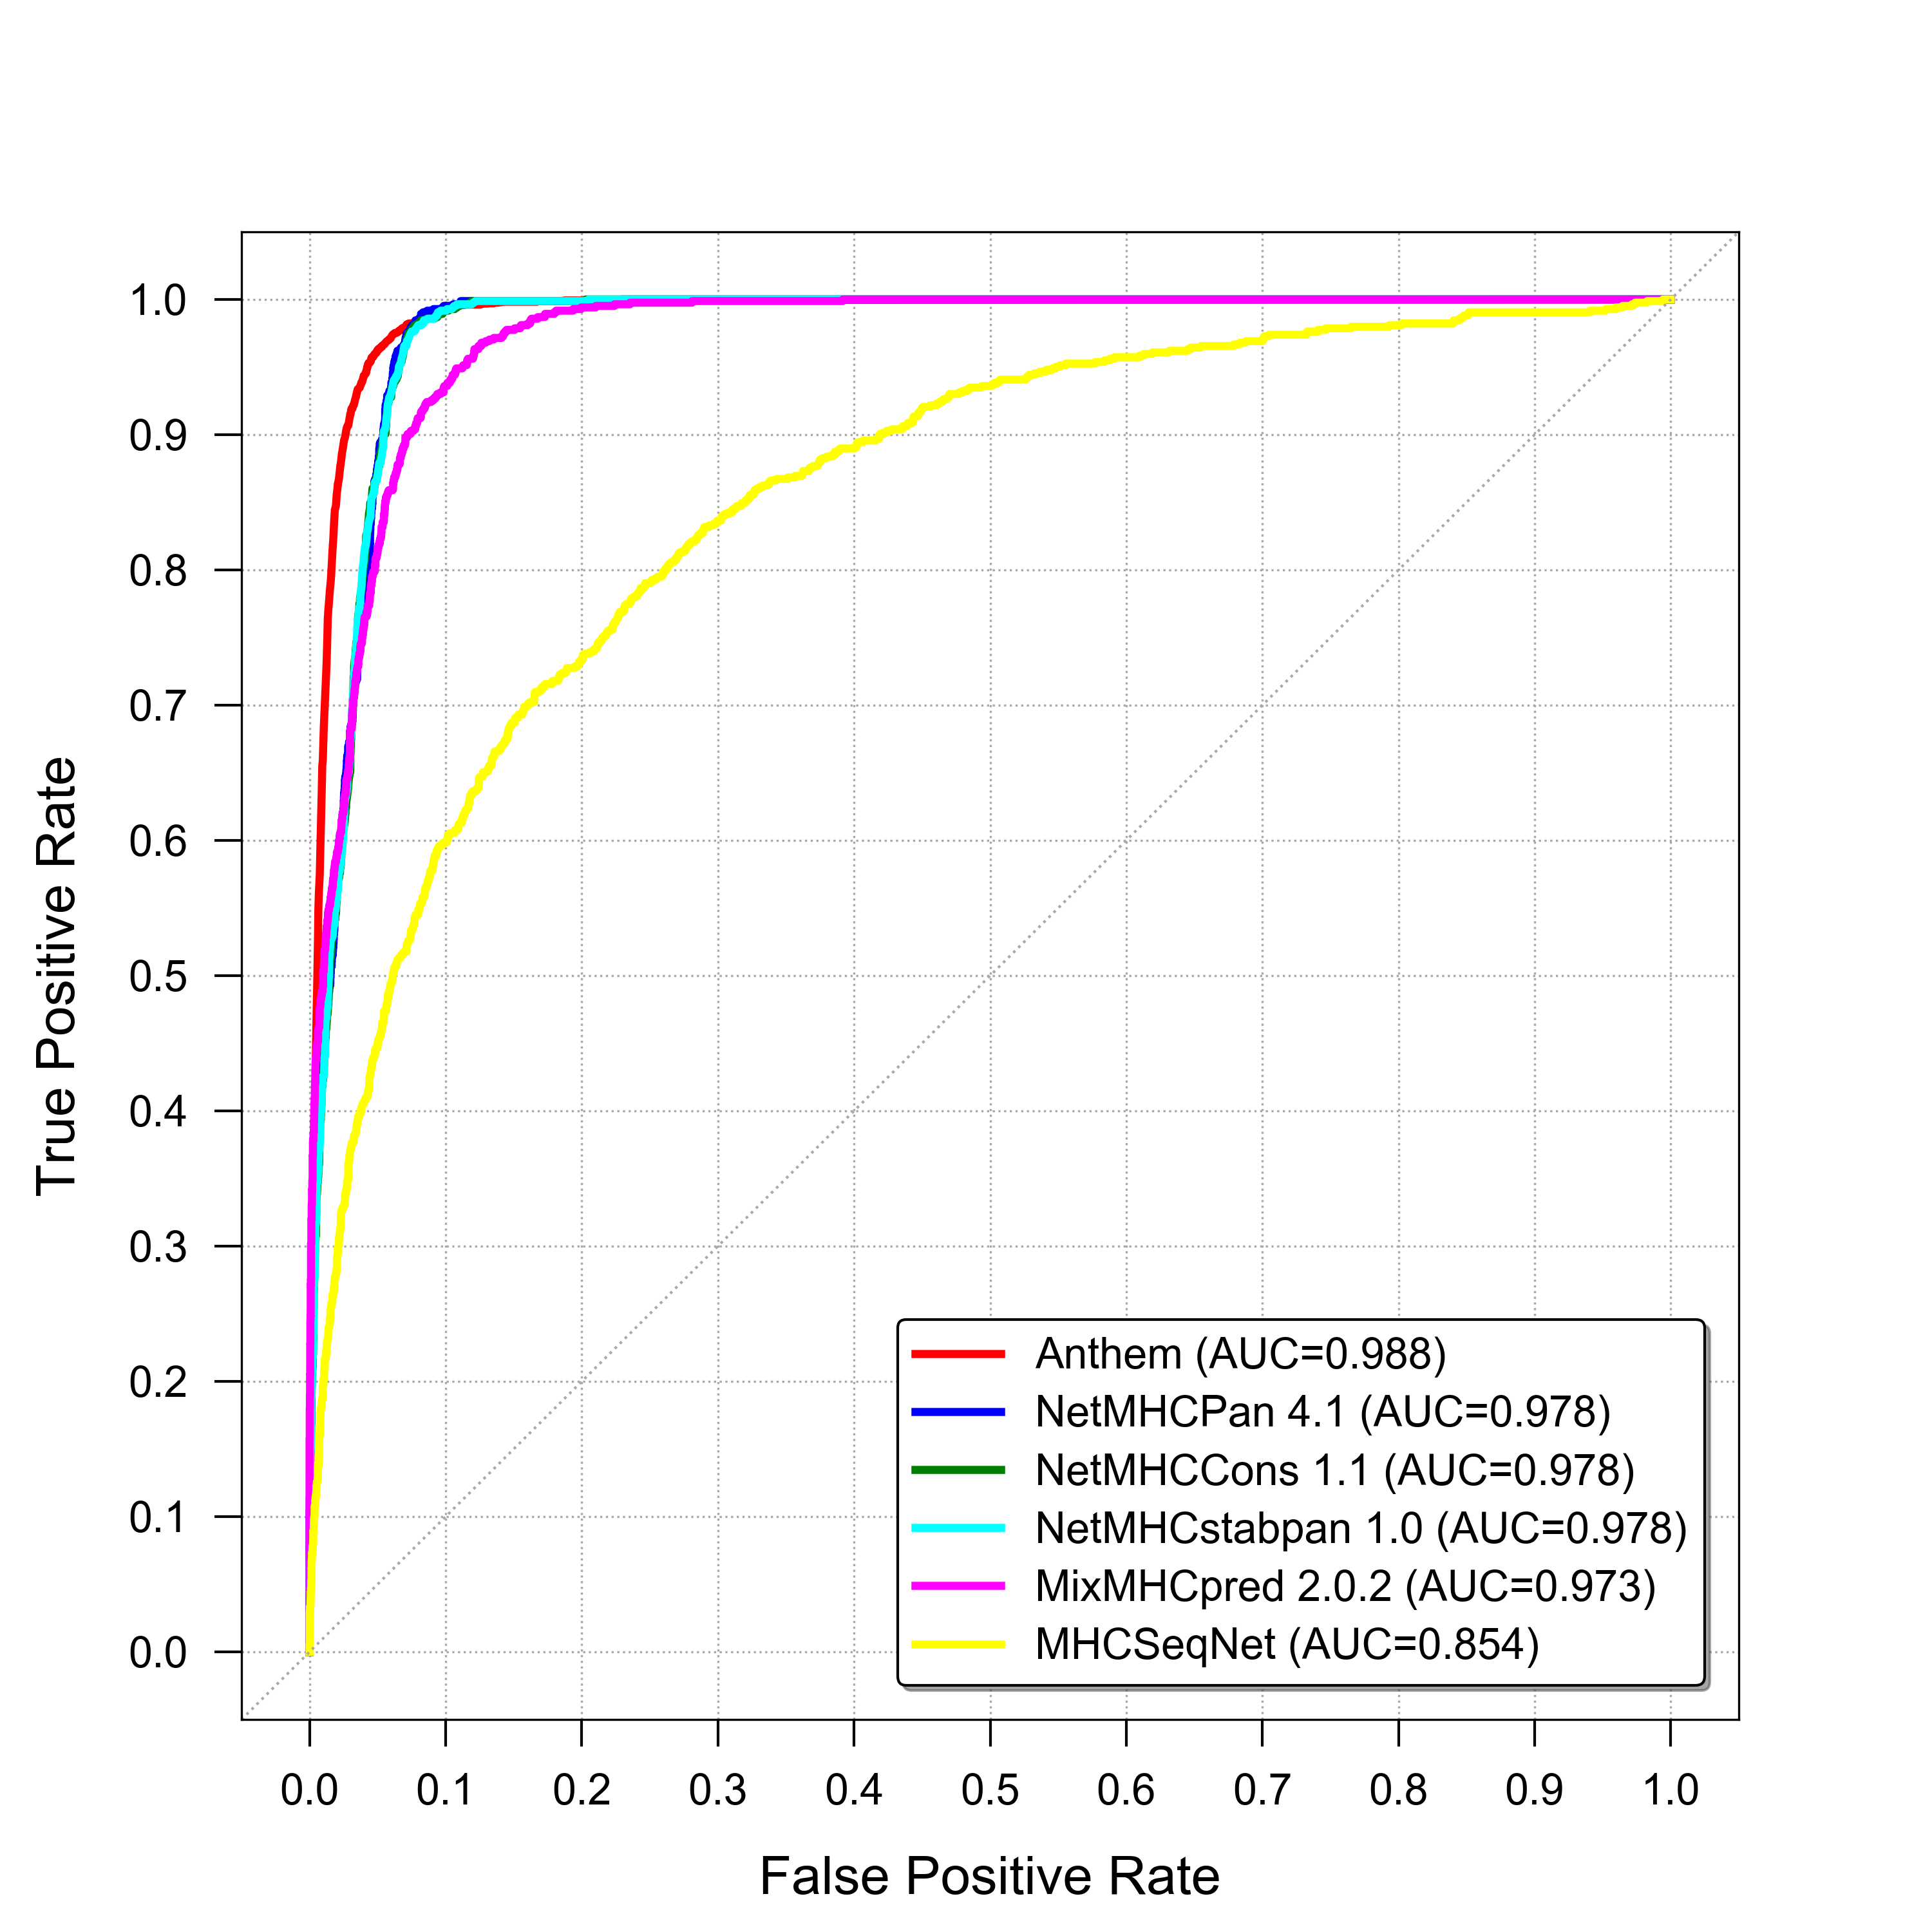 1.0
0.9
0.8
0.7
0.6
0.5
0.4
0.3
0.2
0.1
0.0
True Positive Rate
Anthem (AUC=0.988)
NetMHCPan 4.1 (AUC=0.978)
NetMHCCons 1.1 (AUC=0.978)
NetMHCstabpan 1.0 (AUC=0.978)
MixMHCpred 2.0.2 (AUC=0.973)
MHCSeqNet (AUC=0.854)
0.0 0.1 0.2 0.3 0.4 0.5 0.6 0.7 0.8 0.9 1.0
False Positive Rate